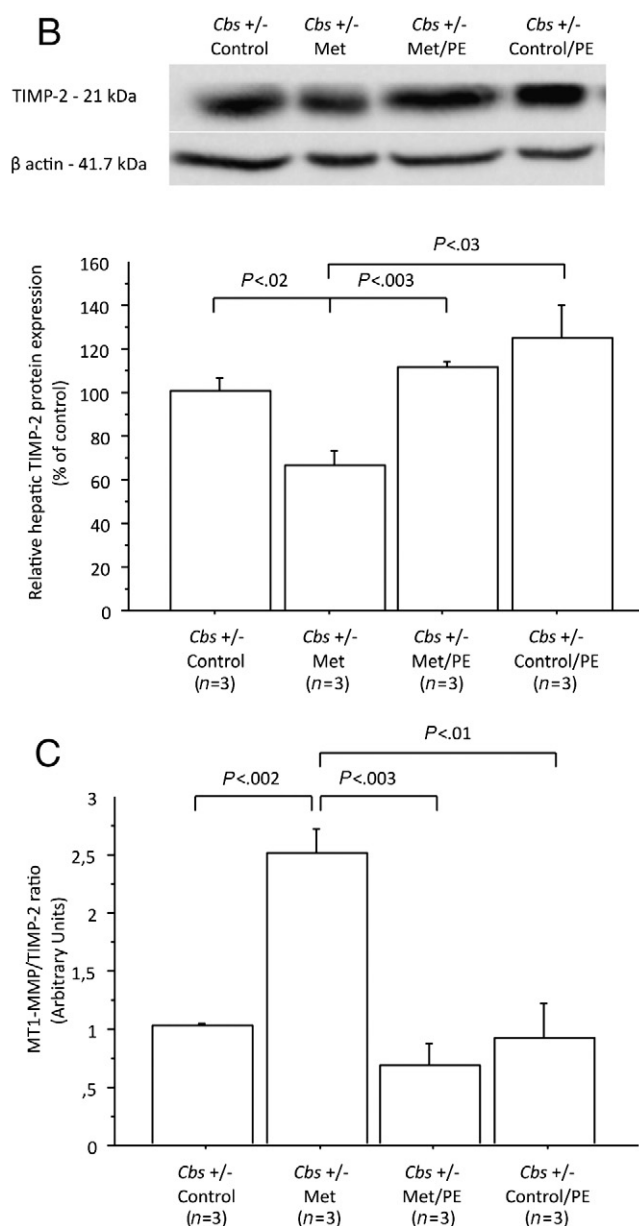 B
Cbs +/-
Control
Cbs +/-
Met
Cbs +/-
Met/PE
Cbs +/-
Control/PE
TIMP-2 - 21 kDa
β actin - 41.7 kDa
Relative hepatic TIMP-2 protein expression
(% of control)
160
140
120
100
80
60
40
20
0
P<.02
P<.003
P<.03
Cbs +/-
Control
(n=3)
Cbs +/-
Met
(n=3)
Cbs +/-
Met/PE
(n=3)
Cbs +/-
Control/PE
(n=3)
C
MT1-MMP/TIMP-2 ratio
(Arbitrary Units)
3
2,5
2
1,5
1
,5
0
P<.002
P<.003
P<.01
Cbs +/-
Control
(n=3)
Cbs +/-
Met
(n=3)
Cbs +/-
Met/PE
(n=3)
Cbs +/-
Control/PE
(n=3)